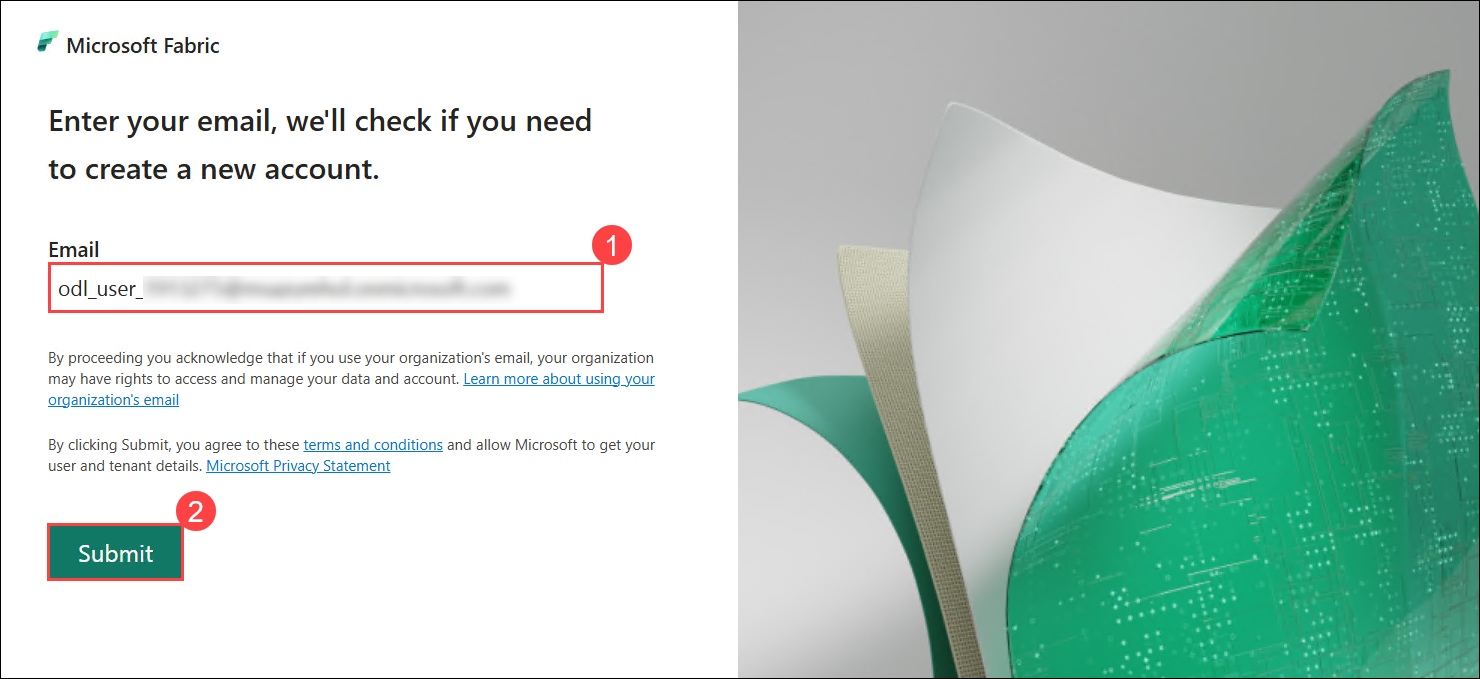 Microsoft Fabric
Enter your email, we'll check if you need
to create a new account.
Email
1
odl_user_
By proceeding you acknowledge that if you use your organization's email, your organization
may have rights to access and manage your data and account. Learn more about using your
organization's email
By clicking Submit, you agree to these terms and conditions and allow Microsoft to get your
user and tenant details. Microsoft Privacy Statement
2
Submit